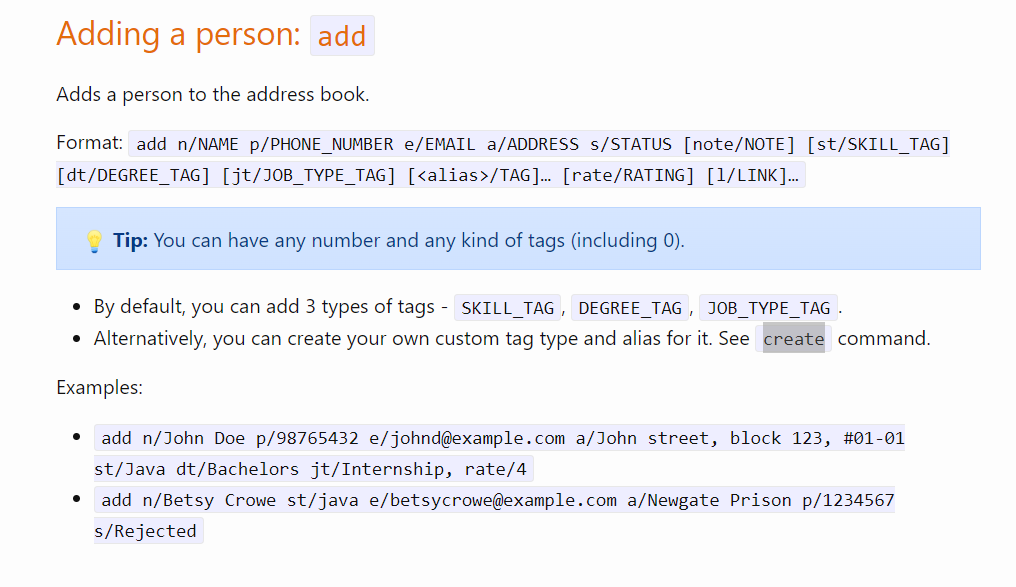 Adding a person: add
Adds a person to the address book.
Format: add n/NAME p/PHONE_NUMBER e/EMAIL a/ADDRESS s/STATUS [note/NOTE] [st/SKILL_TAG]
[dt/DEGREE_TAG] [jt/JOB_TYPE_TAG] [<alias>/TAG]… [rate/RATING] [l/LINK]…
💡 Tip: You can have any number and any kind of tags (including 0).
• By default, you can add 3 types of tags - SKILL_TAG, DEGREE_TAG, JOB_TYPE_TAG.
• Alternatively, you can create your own custom tag type and alias for it. See create command.
Examples:
• add n/John Doe p/98765432 e/johnd@example.com a/John street, block 123, #01-01
st/Java dt/Bachelors jt/Internship, rate/4
• add n/Betsy Crowe st/java e/betsycrowe@example.com a/Newgate Prison p/1234567
s/Rejected